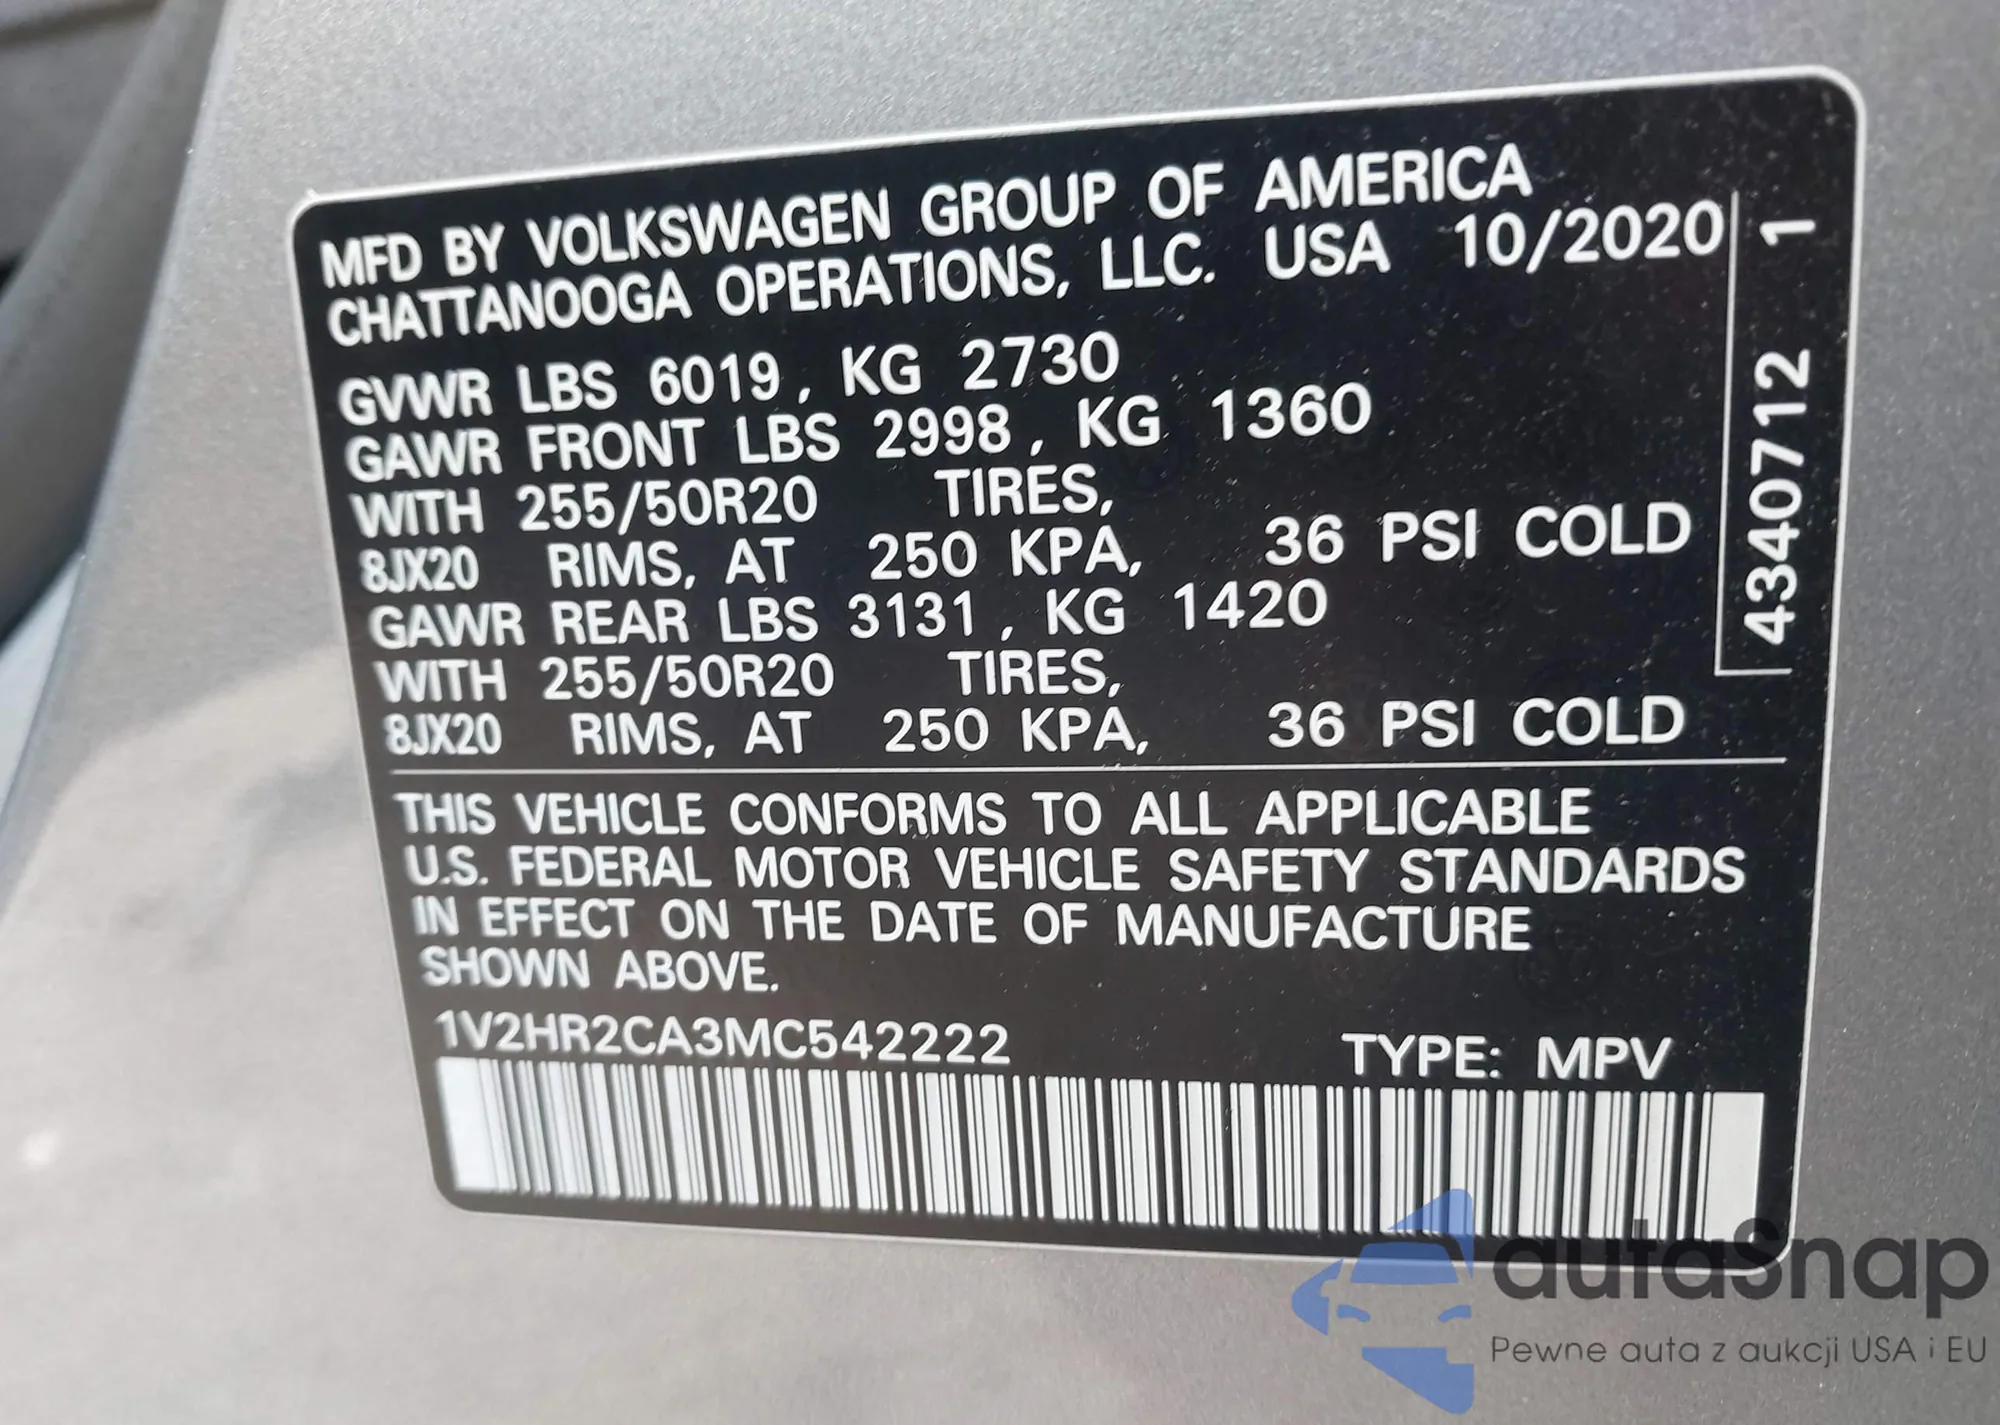 MFD BY VOLKSWAGEN GROUP OF AMERICA
CHATTANOOGA OPERATIONS, LLC. USA 10/2020
GVWR LBS 6019, KG 2730
GAWR FRONT LBS 2998, KG 1360
WITH 255/50R20 TIRES,
8JX20 RIMS, AT 250 KPA, 36 PSI COLD
GAWR REAR LBS 3131, KG 1420
WITH 255/50R20 TIRES,
8JX20 RIMS, AT 250 KPA, 36 PSI COLD
4340712 1
THIS VEHICLE CONFORMS TO ALL APPLICABLE
U.S. FEDERAL MOTOR VEHICLE SAFETY STANDARDS
IN EFFECT ON THE DATE OF MANUFACTURE
SHOWN ABOVE.
1V2HR2CA3MC542222 TYPE: MPV
autaSnap
Pewne auta z aukcji USA i EU